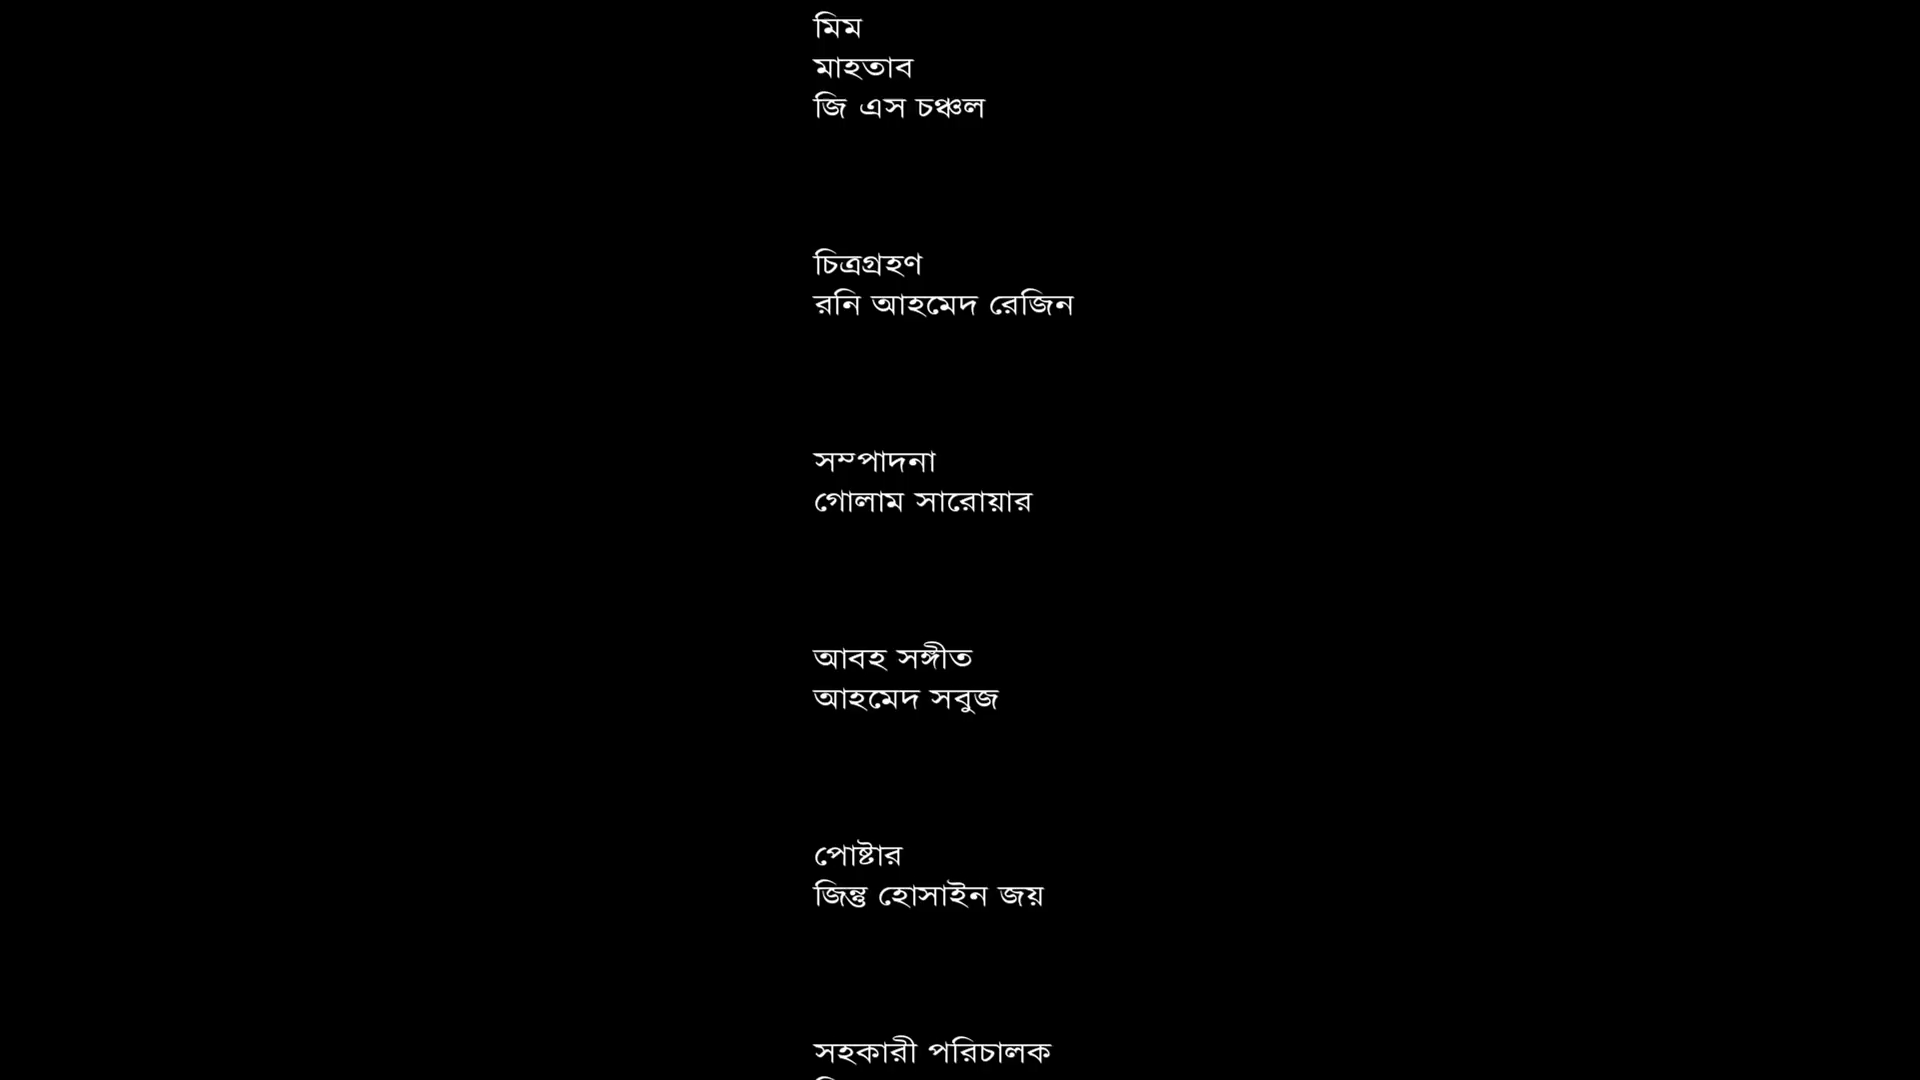 মিম
মাহতাব
জি এস চঞ্চল
চিত্রগ্রহণ
রনি আহমেদ রেজিন
সম্পাদনা
গোলাম সারোয়ার
আবহ সঙ্গীত
আহমেদ সবুজ
পোষ্টার
জিন্তু হোসাইন জয়
সহকারী পরিচালক